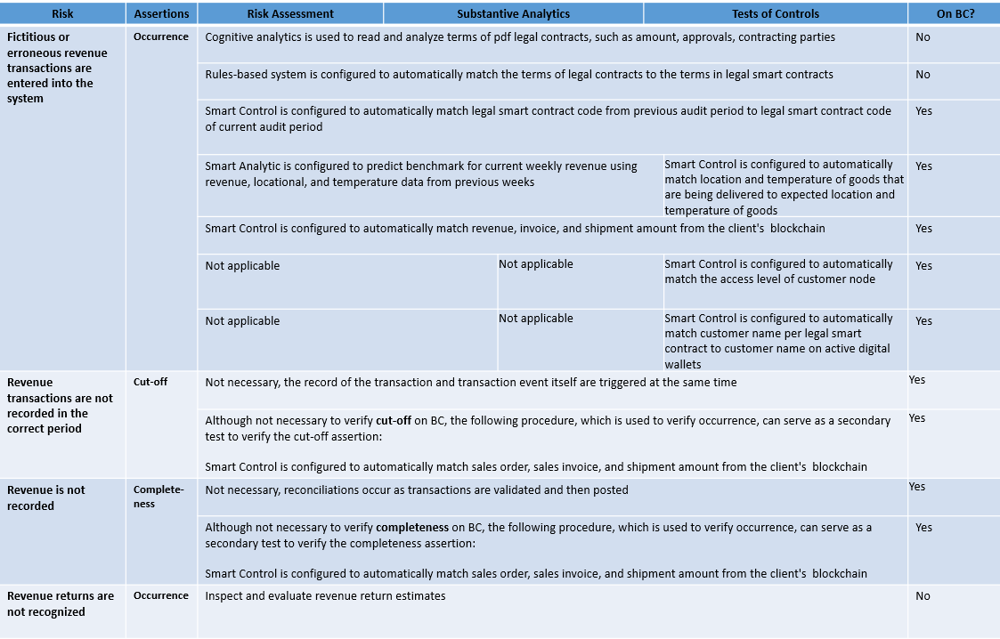 Risk
Assertions
Risk Assessment
Substantive Analytics
Tests of Controls
On BC?
Fictitious or
erroneous revenue
transactions are
entered into the
system
Occurrence
Cognitive analytics is used to read and analyze terms of pdf legal contracts, such as amount, approvals, contracting parties
No
Rules-based system is configured to automatically match the terms of legal contracts to the terms in legal smart contracts
No
Smart Control is configured to automatically match legal smart contract code from previous audit period to legal smart contract code
of current audit period
Yes
Smart Analytic is configured to predict benchmark for current weekly revenue using
revenue, locational, and temperature data from previous weeks
Smart Control is configured to automatically
match location and temperature of goods that
are being delivered to expected location and
temperature of goods
Yes
Smart Control is configured to automatically match revenue, invoice, and shipment amount from the client's  blockchain
Yes
Not applicable
Not applicable
Smart Control is configured to automatically
match the access level of customer node
Yes
Not applicable
Not applicable
Smart Control is configured to automatically
match customer name per legal smart
contract to customer name on active digital
wallets
Yes
Revenue
transactions are not
recorded in the
correct period
Cut-off
Not necessary, the record of the transaction and transaction event itself are triggered at the same time
Yes
Although not necessary to verify cut-off on BC, the following procedure, which is used to verify occurrence, can serve as a secondary
test to verify the cut-off assertion:
Smart Control is configured to automatically match sales order, sales invoice, and shipment amount from the client's  blockchain
Yes
Revenue is not
recorded
Complete-
ness
Not necessary, reconciliations occur as transactions are validated and then posted
Yes
Although not necessary to verify completeness on BC, the following procedure, which is used to verify occurrence, can serve as a
secondary test to verify the completeness assertion:
Smart Control is configured to automatically match sales order, sales invoice, and shipment amount from the client's  blockchain
Yes
Revenue returns are
not recognized
Occurrence
Inspect and evaluate revenue return estimates
No